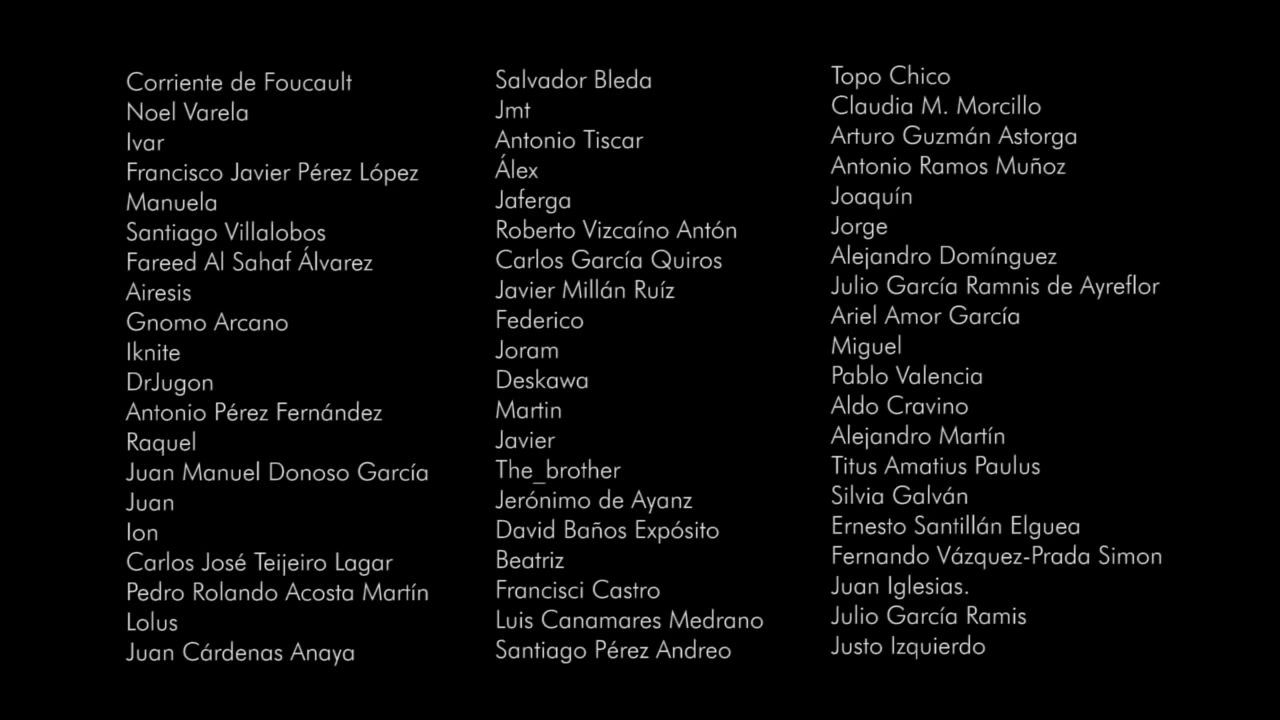 Corriente de Foucault
Noel Varela
Ivar
Francisco Javier Pérez López
Manuela
Santiago Villalobos
Fareed Al Sahaf Álvarez
Airesis
Gnomo Arcano
Iknite
DrJugon
Antonio Pérez Fernández
Raquel
Juan Manuel Donoso García
Juan
Ion
Carlos José Teijeiro Lagar
Pedro Rolando Acosta Martín
Lolus
Juan Cárdenas Anaya
Salvador Bleda
Jmt
Antonio Tiscar
Álex
Jaferga
Roberto Vizcaíno Antón
Carlos García Quiros
Javier Millán Ruíz
Federico
Joram
Deskawa
Martin
Javier
The_brother
Jerónimo de Ayanz
David Baños Expósito
Beatriz
Francisci Castro
Luis Canamares Medrano
Santiago Pérez Andreo
Topo Chico
Claudia M. Morcillo
Arturo Guzmán Astorga
Antonio Ramos Muñoz
Joaquín
Jorge
Alejandro Domínguez
Julio García Ramnis de Ayreflor
Ariel Amor García
Miguel
Pablo Valencia
Aldo Cravino
Alejandro Martín
Titus Amatius Paulus
Silvia Galván
Ernesto Santillán Elguea
Fernando Vázquez-Prada Simon
Juan Iglesias.
Julio García Ramis
Justo Izquierdo